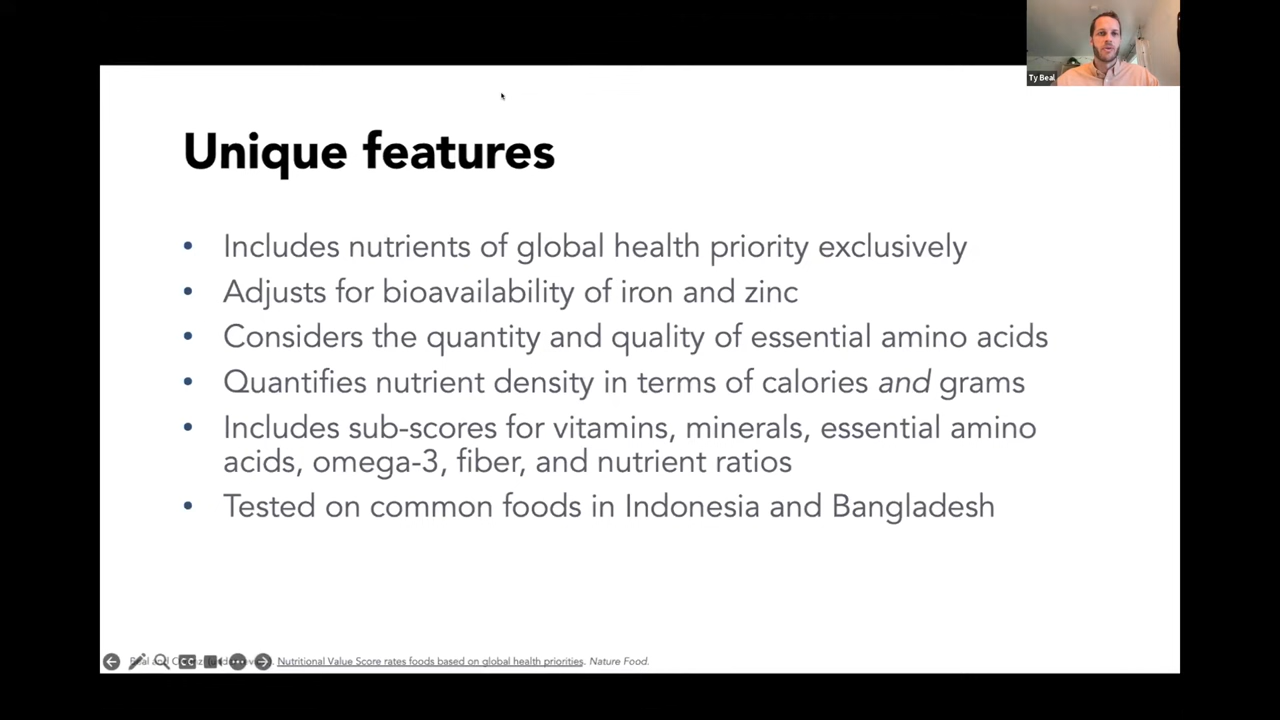 Ty Beal
Unique features
• Includes nutrients of global health priority exclusively
• Adjusts for bioavailability of iron and zinc
• Considers the quantity and quality of essential amino acids
• Quantifies nutrient density in terms of calories and grams
• Includes sub-scores for vitamins, minerals, essential amino
acids, omega-3, fiber, and nutrient ratios
• Tested on common foods in Indonesia and Bangladesh
CC Nutritional Value Score rates foods based on global health priorities. Nature Food.